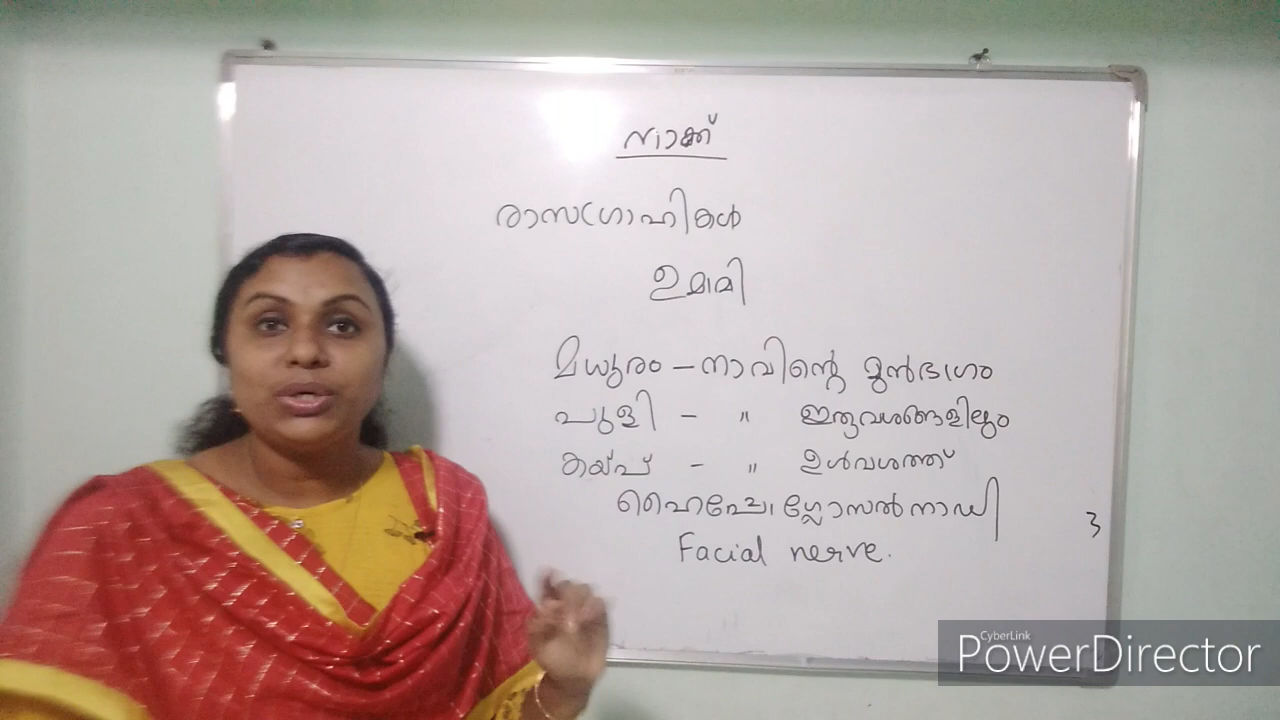 നാക്ക്
രാസഗ്രാഹികൾ
ഉമാമി
മധുരം - നാവിന്റെ മുൻഭാഗം
പുളി - " ഇരുവശങ്ങളിലും
കയ്പ് - " ഉൾവശത്ത്
ഹൈപ്പോഗ്ലോസൽ നാഡി
3
Facial nerve.
CyberLink
PowerDirector